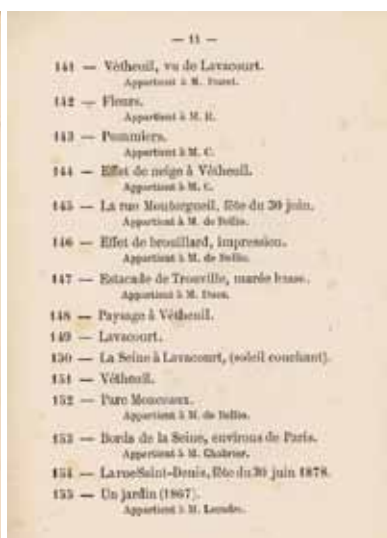 — 11 —
141 — Vétheuil, vu de Lavacourt.
Appartient à M.
142 — Fleurs.
Appartient à M.
143 — Pommiers.
Appartient à M. C.
144 — Effet de neige à Vétheuil.
Appartient à M. C.
145 — La rue Montorgueil, fête du 30 juin.
Appartient à M. de Bellio.
146 — Effet de brouillard, impression.
Appartient à M. de Bellio.
147 — Estacade de Trouville, marée basse.
Appartient à M.
148 — Paysage à Vétheuil.
149 — Lavacourt.
150 — La Seine à Lavacourt, (soleil couchant).
151 — Vétheuil.
152 — Parc Monceaux.
Appartient à M. de Bellio.
153 — Bords de la Seine, environs de Paris.
Appartient à M. Chabrier.
154 — La rue Saint-Denis, fête du 30 juin 1878.
155 — Un jardin (1867).
Appartient à M. Lecadre.